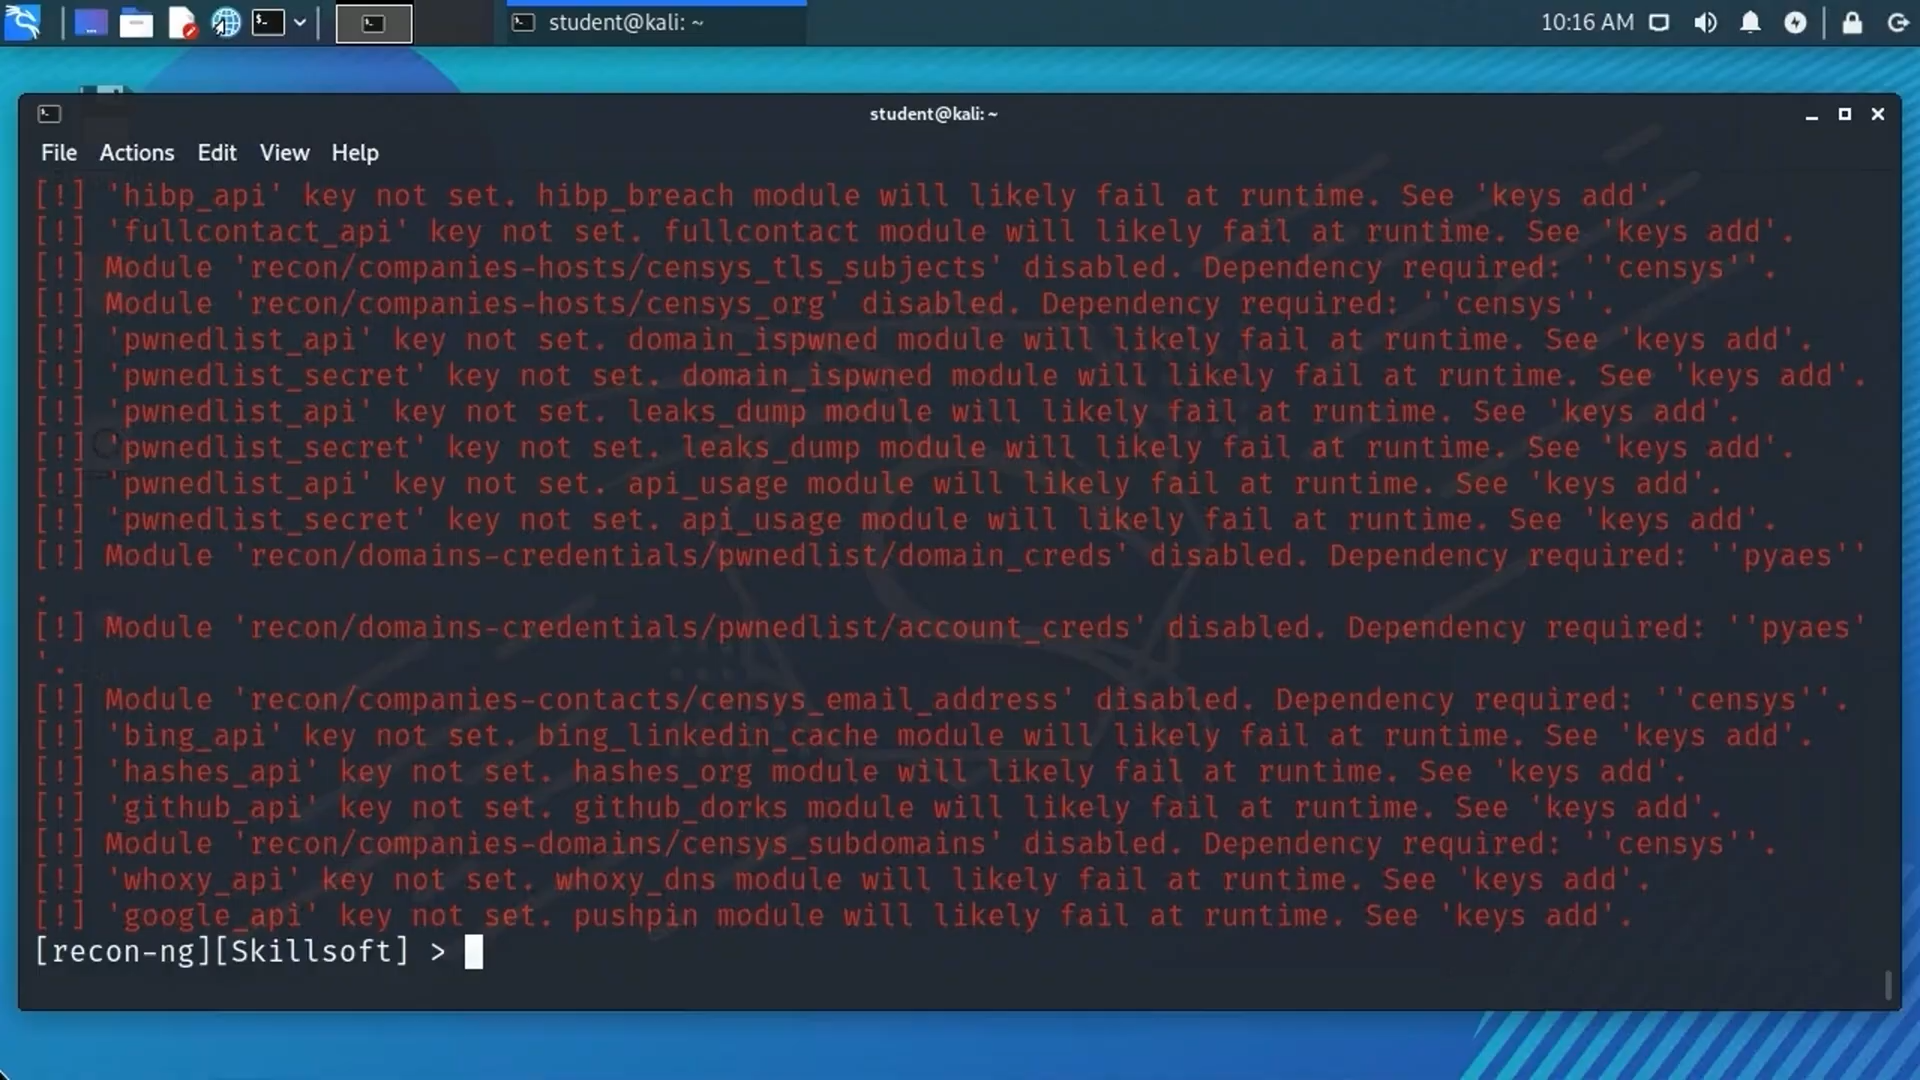 student@kali: ~
10:16 AM
student@kali: ~
File Actions Edit View Help
[!] 'hibp_api' key not set. hibp_breach module will likely fail at runtime. See 'keys add'.
[!] 'fullcontact_api' key not set. fullcontact module will likely fail at runtime. See 'keys add'.
[!] Module 'recon/companies-hosts/censys_tls_subjects' disabled. Dependency required: ''censys''.
[!] Module 'recon/companies-hosts/censys_org' disabled. Dependency required: ''censys''.
[!] 'pwnedlist_api' key not set. domain_ispwned module will likely fail at runtime. See 'keys add'.
[!] 'pwnedlist_secret' key not set. domain_ispwned module will likely fail at runtime. See 'keys add'.
[!] 'pwnedlist_api' key not set. leaks_dump module will likely fail at runtime. See 'keys add'.
[!] 'pwnedlist_secret' key not set. leaks_dump module will likely fail at runtime. See 'keys add'.
[!] 'pwnedlist_api' key not set. api_usage module will likely fail at runtime. See 'keys add'.
[!] 'pwnedlist_secret' key not set. api_usage module will likely fail at runtime. See 'keys add'.
[!] Module 'recon/domains-credentials/pwnedlist/domain_creds' disabled. Dependency required: ''pyaes''
.
[!] Module 'recon/domains-credentials/pwnedlist/account_creds' disabled. Dependency required: ''pyaes'
'.
[!] Module 'recon/companies-contacts/censys_email_address' disabled. Dependency required: ''censys''.
[!] 'bing_api' key not set. bing_linkedin_cache module will likely fail at runtime. See 'keys add'.
[!] 'hashes_api' key not set. hashes_org module will likely fail at runtime. See 'keys add'.
[!] 'github_api' key not set. github_dorks module will likely fail at runtime. See 'keys add'.
[!] Module 'recon/companies-domains/censys_subdomains' disabled. Dependency required: ''censys''.
[!] 'whoxy_api' key not set. whoxy_dns module will likely fail at runtime. See 'keys add'.
[!] 'google_api' key not set. pushpin module will likely fail at runtime. See 'keys add'.
[recon-ng][Skillsoft] >